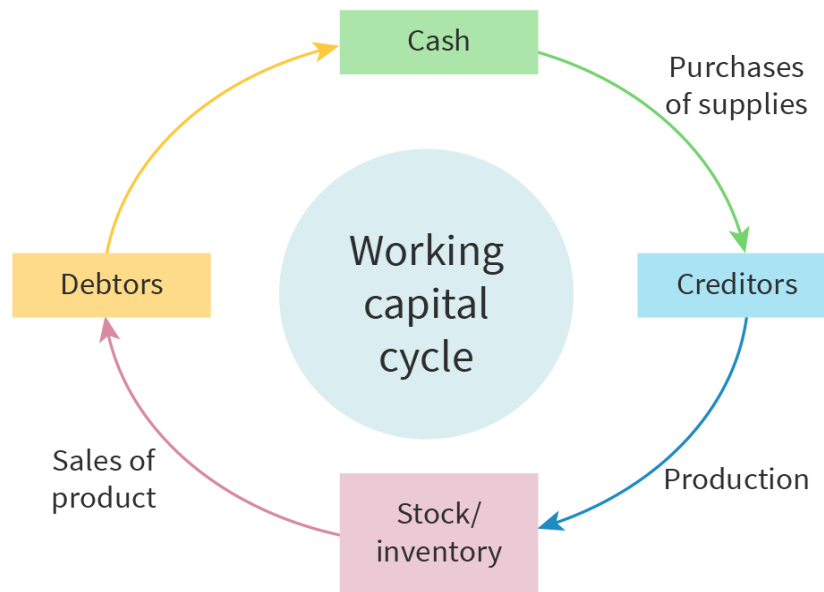 Cash
Purchases
of supplies
Working
capital
cycle
Debtors
Creditors
Sales of
product
Production
Stock/
inventory